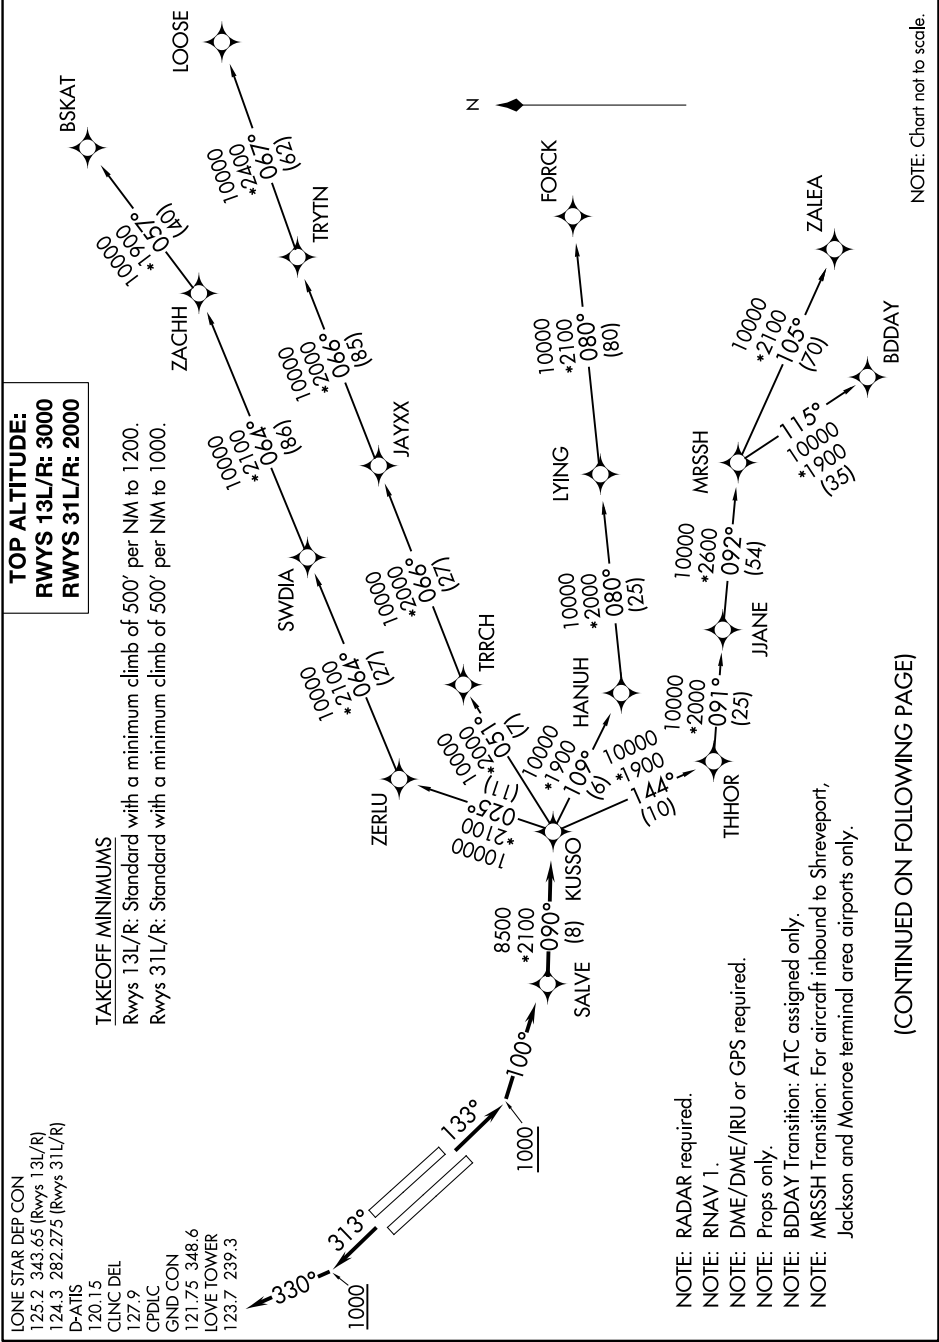 LONE STAR DEP CON
125.2 343.65 (Rwys 13L/R)
124.3 282.275 (Rwys 31L/R)
D-ATIS
120.15
CLNC DEL
127.9
CPDLC
GND CON
121.75 348.6
LOVE TOWER
123.7 239.3
TOP ALTITUDE:
RWYS 13L/R: 3000
RWYS 31L/R: 2000
TAKEOFF MINIMUMS
Rwys 13L/R: Standard with a minimum climb of 500' per NM to 1200.
Rwys 31L/R: Standard with a minimum climb of 500' per NM to 1000.
330°
1000
313°
133°
1000
100°
SALVE
8500
*2100
090°
(8)
KUSSO
10000
*2100
025°
(11)
ZERLU
10000
*2100
064°
(27)
SWDIA
10000
*2100
064°
(86)
ZACHH
10000
*1900
057°
(40)
BSKAT
10000
*2000
051°
(7)
TRRCH
10000
*2000
066°
(27)
JAYXX
10000
*2000
066°
(85)
TRYTN
10000
*2400
067°
(62)
LOOSE
10000
*1900
109°
(6)
HANUH
10000
*2000
080°
(25)
LYING
10000
*2100
080°
(80)
FORCK
10000
*1900
144°
(10)
THHOR
10000
*2000
091°
(25)
JJANE
10000
*2600
092°
(54)
MRSSH
10000
*2100
105°
(70)
ZALEA
115°
10000
*1900
(35)
BDDAY
N
NOTE: RADAR required.
NOTE: RNAV 1.
NOTE: DME/DME/IRU or GPS required.
NOTE: Props only.
NOTE: BDDAY Transition: ATC assigned only.
NOTE: MRSSH Transition: For aircraft inbound to Shreveport,
Jackson and Monroe terminal area airports only.
(CONTINUED ON FOLLOWING PAGE)
NOTE: Chart not to scale.